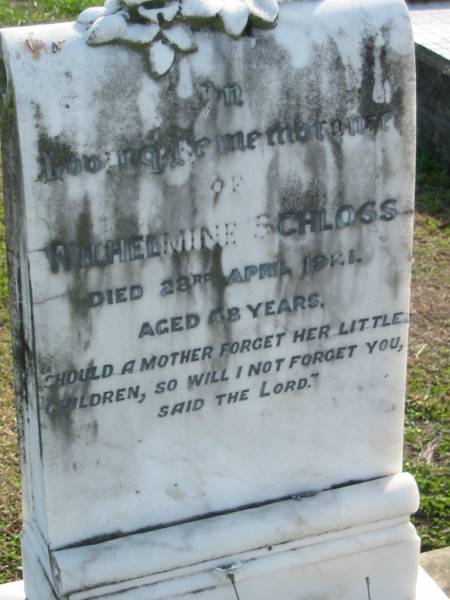 In
Loving Remembrance
OF
WILHELMINE SCHLOSS
DIED 23RD APRIL 1921.
AGED 48 YEARS.
"SHOULD A MOTHER FORGET HER LITTLE
CHILDREN, SO WILL I NOT FORGET YOU,
SAID THE LORD."